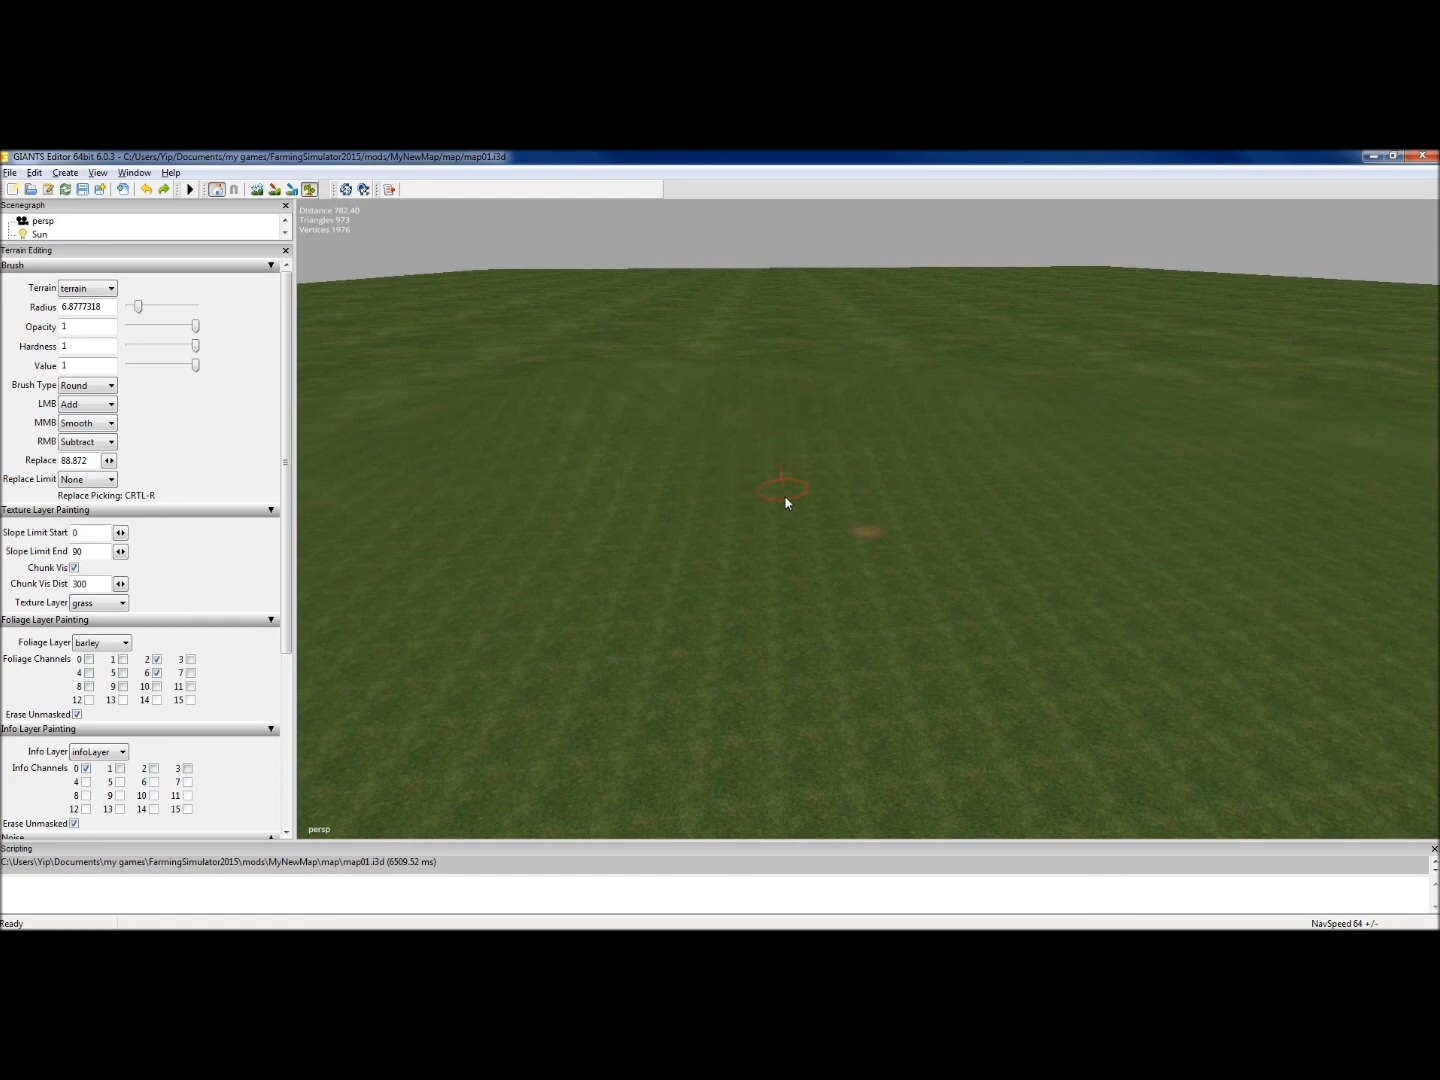 GIANTS Editor 64bit 6.0.3 - C:/Users/Yip/Documents/my games/FarmingSimulator2015/mods/MyNewMap/map/map01.i3d
File Edit Create View Window Help
Scenegraph
persp
Sun
Terrain Editing
Brush
Terrain terrain
Radius 6.8777318
Opacity 1
Hardness 1
Value 1
Brush Type Round
LMB Add
MMB Smooth
RMB Subtract
Replace 88.872
Replace Limit None
Replace Picking: CRTL-R
Texture Layer Painting
Slope Limit Start 0
Slope Limit End 90
Chunk Vis
Chunk Vis Dist 300
Texture Layer grass
Foliage Layer Painting
Foliage Layer barley
Foliage Channels 0 1 2 3
4 5 6 7
8 9 10 11
12 13 14 15
Erase Unmasked
Info Layer Painting
Info Layer infoLayer
Info Channels 0 1 2 3
4 5 6 7
8 9 10 11
12 13 14 15
Erase Unmasked
Noise
Distance 782.40
Triangles 973
Vertices 1976
persp
Scripting
C:\Users\Yip\Documents\my games\FarmingSimulator2015\mods\MyNewMap\map\map01.i3d (6509.52 ms)
Ready
NavSpeed 64 +/-